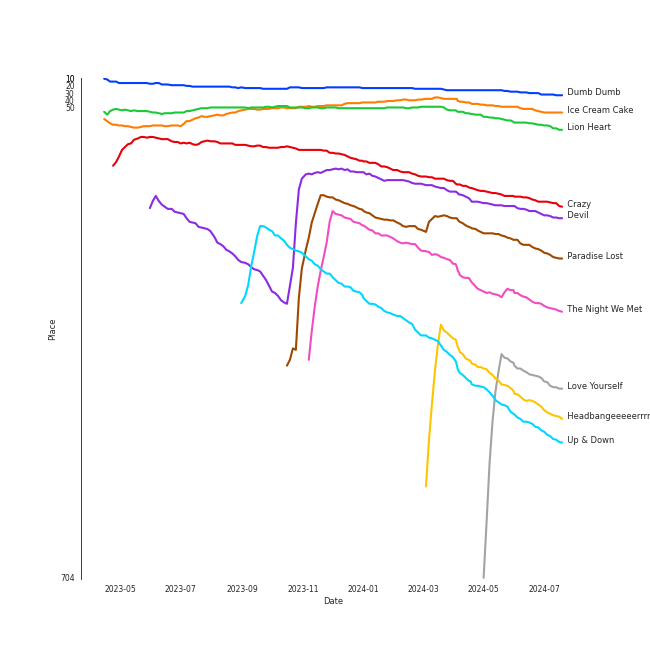 10
20
30
40
50
Dumb Dumb
Ice Cream Cake
Lion Heart
Crazy
Devil
Paradise Lost
The Night We Met
Place
Love Yourself
Headbangeeeeerrrr
Up & Down
704
2023-05 2023-07 2023-09 2023-11 2024-01 2024-03 2024-05 2024-07
Date